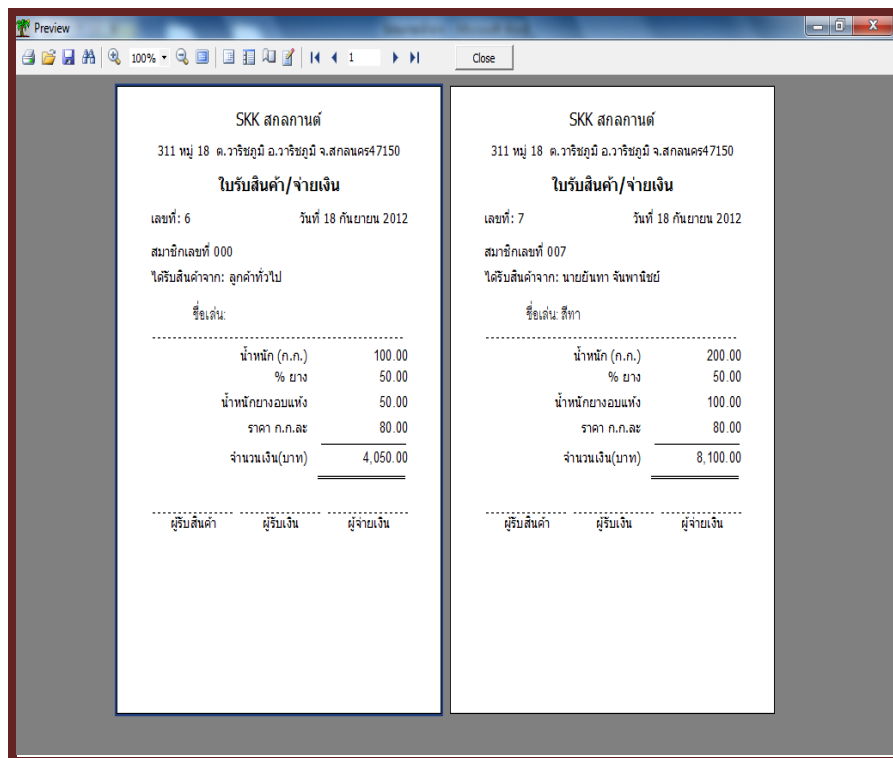 Preview
100%
1
Close
SKK สกลกานต์
311 หมู่ 18 ต.วาริชภูมิ อ.วาริชภูมิ จ.สกลนคร47150
ใบรับสินค้า/จ่ายเงิน
เลขที่: 6 วันที่ 18 กันยายน 2012
สมาชิกเลขที่ 000
ได้รับสินค้าจาก: ลูกค้าทั่วไป
ชื่อเล่น:
น้ำหนัก (ก.ก.) 100.00
% ยาง 50.00
น้ำหนักยางอบแห้ง 50.00
ราคา ก.ก.ละ 80.00
จำนวนเงิน(บาท) 4,050.00
ผู้รับสินค้า ผู้รับเงิน ผู้จ่ายเงิน
SKK สกลกานต์
311 หมู่ 18 ต.วาริชภูมิ อ.วาริชภูมิ จ.สกลนคร47150
ใบรับสินค้า/จ่ายเงิน
เลขที่: 7 วันที่ 18 กันยายน 2012
สมาชิกเลขที่ 007
ได้รับสินค้าจาก: นายยันทา จันพานิชย์
ชื่อเล่น: สีทา
น้ำหนัก (ก.ก.) 200.00
% ยาง 50.00
น้ำหนักยางอบแห้ง 100.00
ราคา ก.ก.ละ 80.00
จำนวนเงิน(บาท) 8,100.00
ผู้รับสินค้า ผู้รับเงิน ผู้จ่ายเงิน